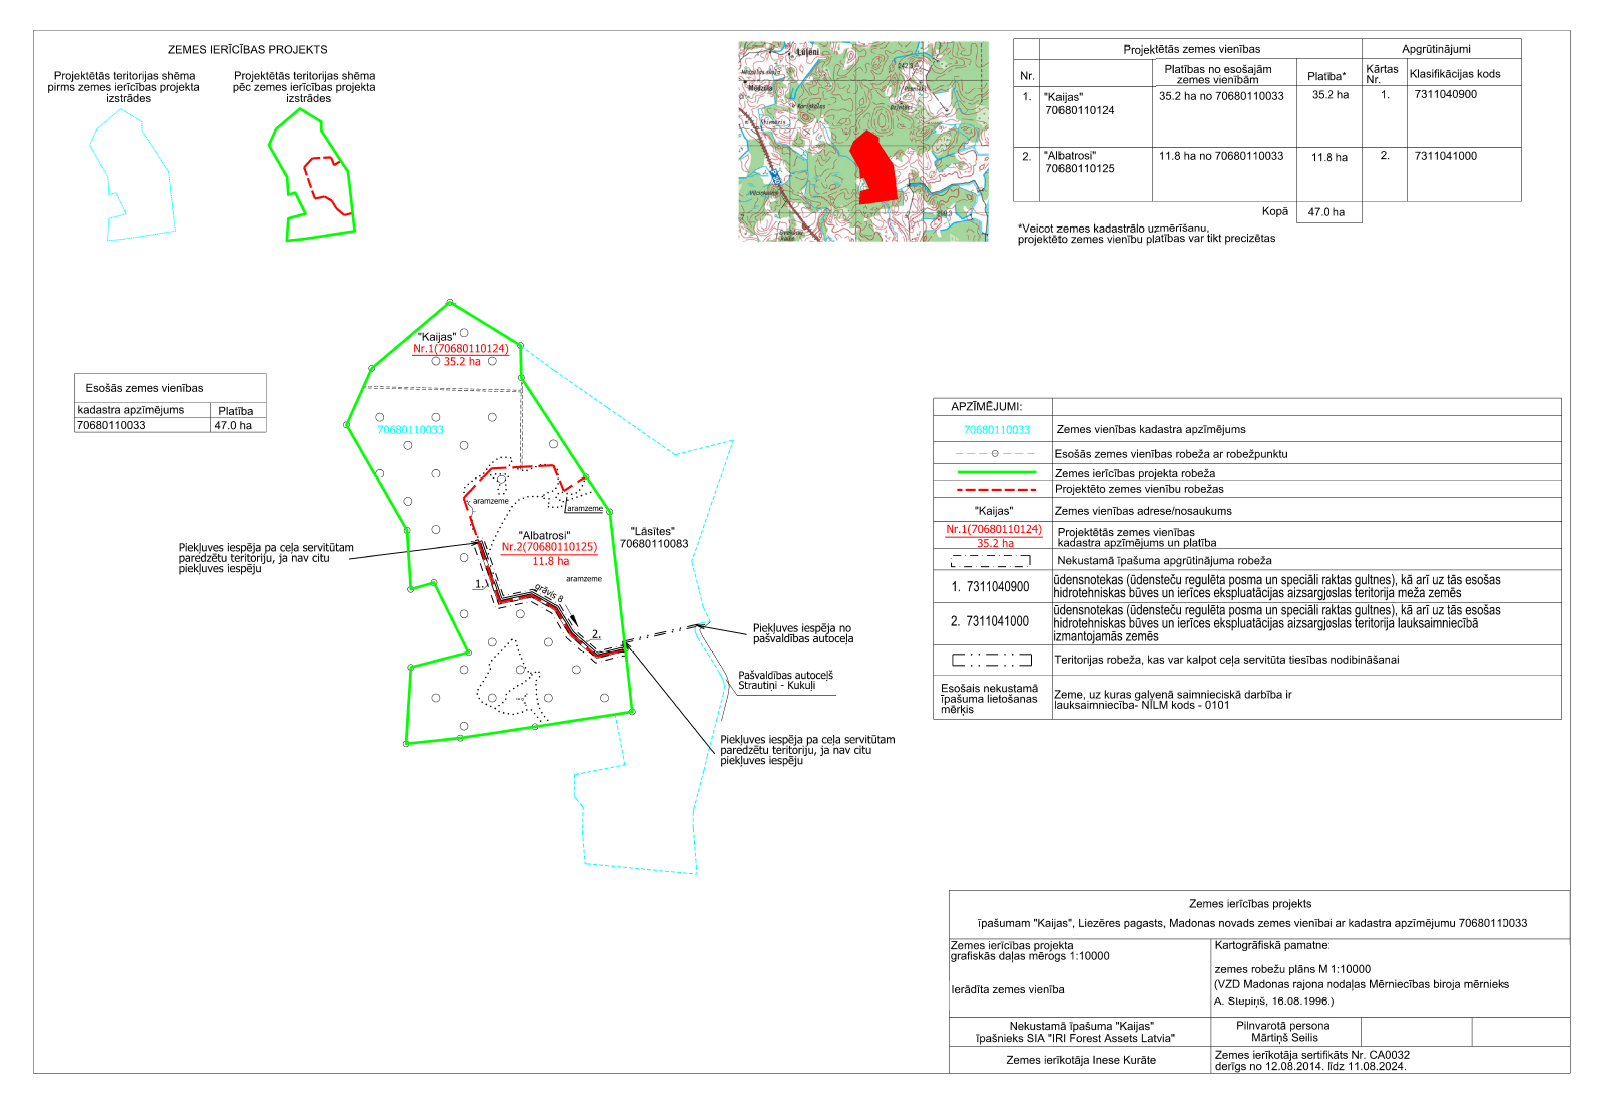 ZEMES IERĪCĪBAS PROJEKTS
Projektētās teritorijas shēma
pirms zemes ierīcības projekta
izstrādes
Projektētās teritorijas shēma
pēc zemes ierīcības projekta
izstrādes
Projektētās zemes vienības
Apgrūtinājumi
Nr.
Platības no esošajām
zemes vienībām
Platība*
Kārtas
Nr.
Klasifikācijas kods
1.
"Kaijas"
70680110124
35.2 ha no 70680110033
35.2 ha
1.
7311040900
2.
"Albatrosi"
70680110125
11.8 ha no 70680110033
11.8 ha
2.
7311041000
Kopā
47.0 ha
*Veicot zemes kadastrālo uzmērīšanu,
projektēto zemes vienību platības var tikt precizētas
Esošās zemes vienības
kadastra apzīmējums
Platība
70680110033
47.0 ha
"Kaijas"
Nr.1(70680110124)
35.2 ha
70680110033
aramzeme
aramzeme
"Albatrosi"
Nr.2(70680110125)
11.8 ha
aramzeme
grāvis 8
1.
2.
"Lāsītes"
70680110083
Piekļuves iespēja pa ceļa servitūtam
paredzētu teritoriju, ja nav citu
piekļuves iespēju
Piekļuves iespēja no
pašvaldības autoceļa
Pašvaldības autoceļš
Strautiņi - Kukuļi
Piekļuves iespēja pa ceļa servitūtam
paredzētu teritoriju, ja nav citu
piekļuves iespēju
APZĪMĒJUMI:
70680110033
Zemes vienības kadastra apzīmējums
Esošās zemes vienības robeža ar robežpunktu
Zemes ierīcības projekta robeža
Projektēto zemes vienību robežas
"Kaijas"
Zemes vienības adrese/nosaukums
Nr.1(70680110124)
35.2 ha
Projektētās zemes vienības
kadastra apzīmējums un platība
Nekustamā īpašuma apgrūtinājuma robeža
1. 7311040900
ūdensnotekas (ūdensteču regulēta posma un speciāli raktas gultnes), kā arī uz tās esošas
hidrotehniskas būves un ierīces ekspluatācijas aizsargjoslas teritorija meža zemēs
2. 7311041000
ūdensnotekas (ūdensteču regulēta posma un speciāli raktas gultnes), kā arī uz tās esošas
hidrotehniskas būves un ierīces ekspluatācijas aizsargjoslas teritorija lauksaimniecībā
izmantojamās zemēs
Teritorijas robeža, kas var kalpot ceļa servitūta tiesības nodibināšanai
Esošais nekustamā
īpašuma lietošanas
mērķis
Zeme, uz kuras galvenā saimnieciskā darbība ir
lauksaimniecība- NĪLM kods - 0101
Zemes ierīcības projekts
īpašumam "Kaijas", Liezēres pagasts, Madonas novads zemes vienībai ar kadastra apzīmējumu 70680110033
Zemes ierīcības projekta
grafiskās daļas mērogs 1:10000
Ierādīta zemes vienība
Kartogrāfiskā pamatne:
zemes robežu plāns M 1:10000
(VZD Madonas rajona nodaļas Mērniecības biroja mērnieks
A. Slepiņš, 16.08.1996.)
Nekustamā īpašuma "Kaijas"
īpašnieks SIA "IRI Forest Assets Latvia"
Pilnvarotā persona
Mārtiņš Seilis
Zemes ierīkotāja Inese Kurāte
Zemes ierīkotāja sertifikāts Nr. CA0032
derīgs no 12.08.2014. līdz 11.08.2024.